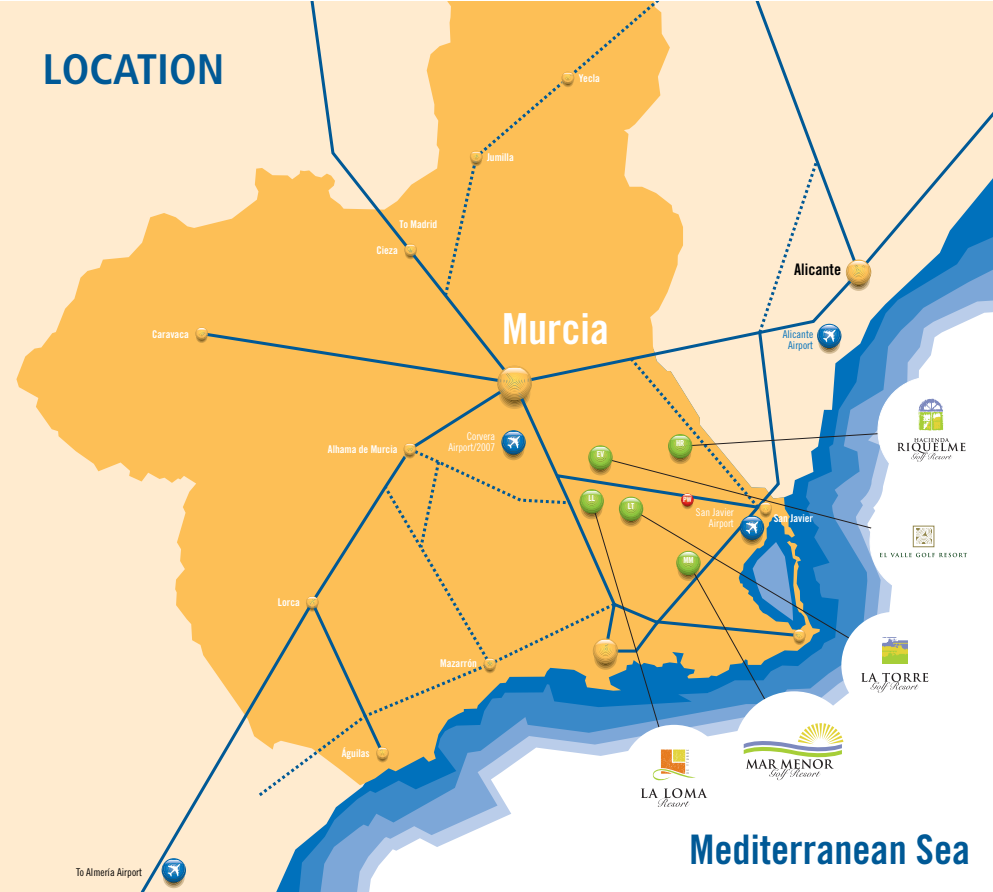 LOCATION
Yecla
Jumilla
To Madrid
Cieza
Alicante
Caravaca
Murcia
Alicante
Airport
Corvera
Airport/2007
Alhama de Murcia
HR
EV
HACIENDA
RIQUELME
Golf Resort
LL
LT
PM
San Javier
Airport
San Javier
EL VALLE GOLF RESORT
MM
Lorca
Mazarrón
LA TORRE
Golf Resort
Águilas
MAR MENOR
Golf Resort
LA LOMA
Resort
Mediterranean Sea
To Almería Airport